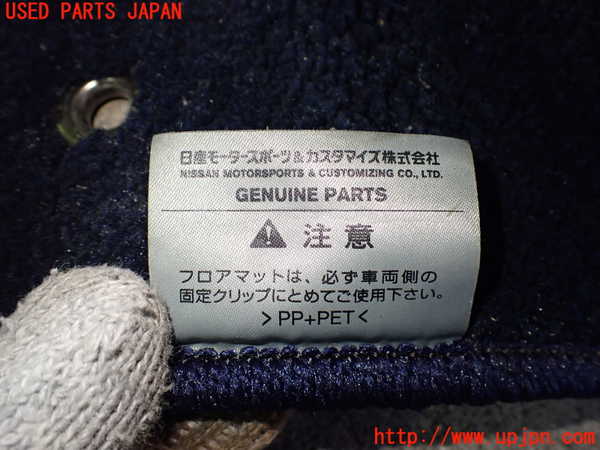 USED PARTS JAPAN
日産モータースポーツ&カスタマイズ株式会社
NISSAN MOTORSPORTS & CUSTOMIZING CO., LTD.
GENUINE PARTS
注意
フロアマットは、必ず車両側の
固定クリップにとめてご使用下さい。
>PP+PET<
http://www.upjpn.com/